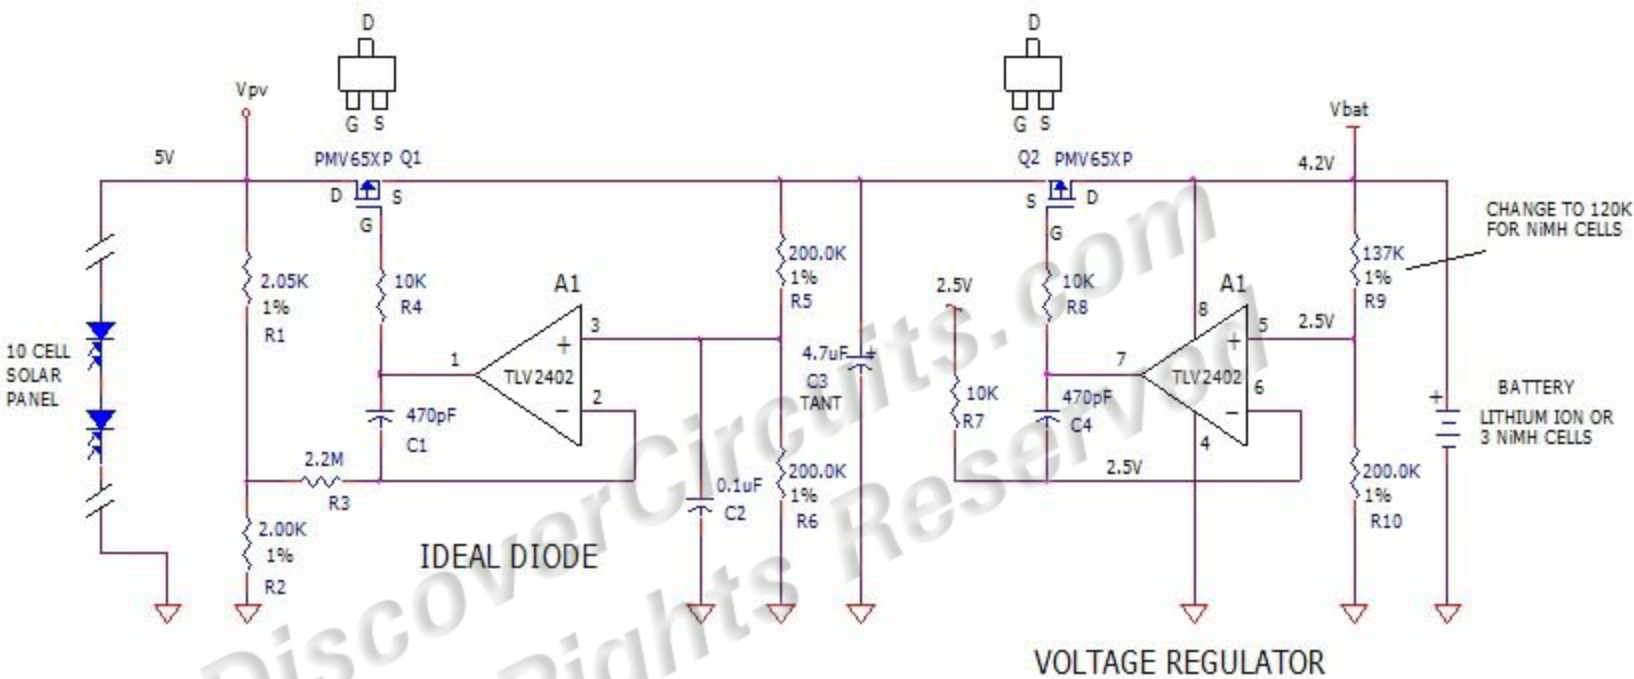 D
G S
PMV65XP Q1
Vpv
5V
D
S
G
10 CELL
SOLAR
PANEL
2.05K
1%
R1
10K
R4
A1
1
3
+
TLV2402
2
−
470pF
C1
2.2M
R3
2.00K
1%
R2
IDEAL DIODE
0.1uF
C2
200.0K
1%
R5
200.0K
1%
R6
4.7uF
+
C3
TANT
D
G S
Q2 PMV65XP
S
D
G
2.5V
10K
R7
10K
R8
470pF
C4
7
A1
8
5
2.5V
+
TLV2402
6
−
4
2.5V
Vbat
4.2V
137K
1%
R9
CHANGE TO 120K
FOR NiMH CELLS
200.0K
1%
R10
+
BATTERY
LITHIUM ION OR
3 NiMH CELLS
VOLTAGE REGULATOR
DiscoverCircuits.com
Rights Reserved